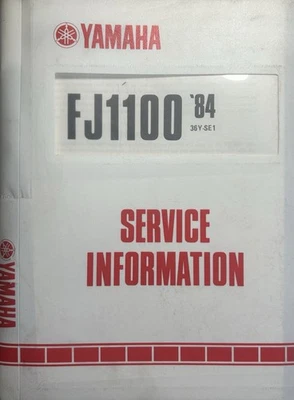 YAMAHA
FJ1100 '84
36Y-SE1
SERVICE
INFORMATION
YAMAHA